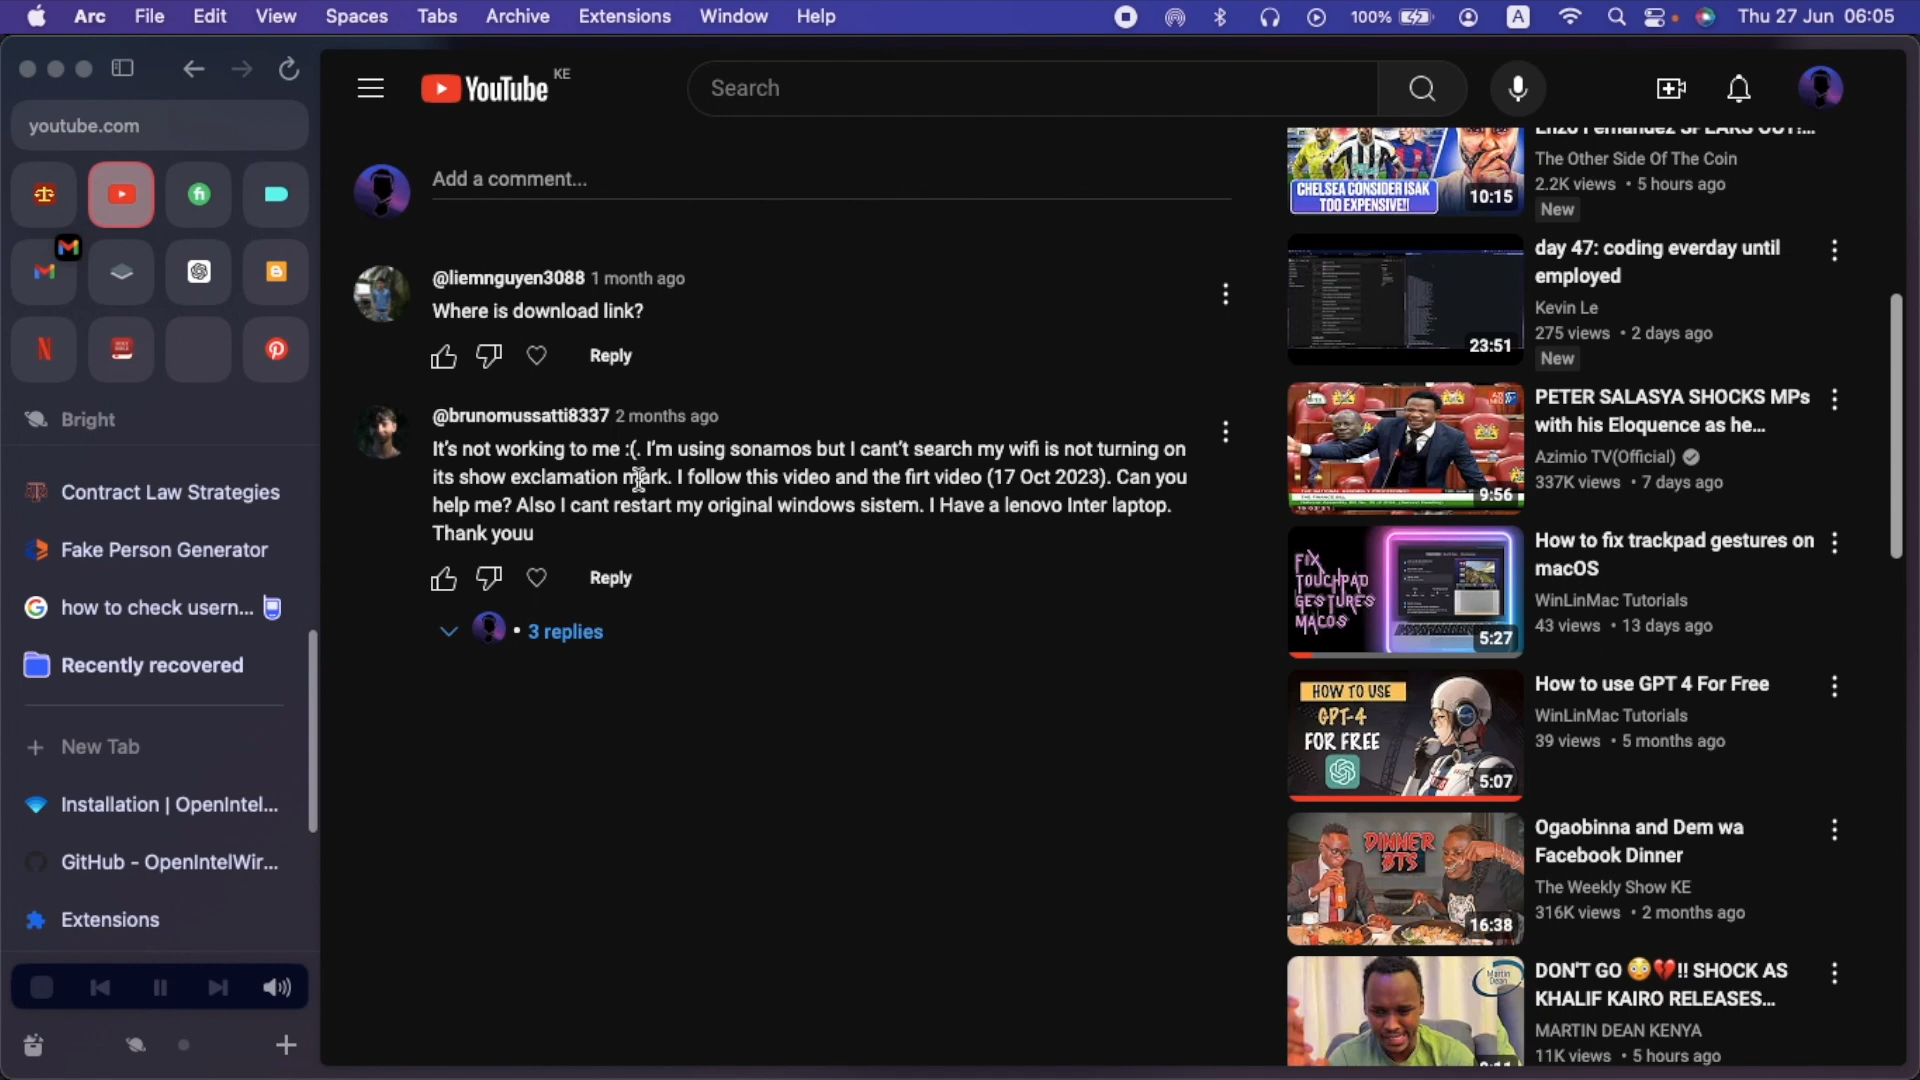 Arc File Edit View Spaces Tabs Archive Extensions Window Help 100% A Thu 27 Jun 06:05
youtube.com
Bright
Contract Law Strategies
Fake Person Generator
how to check usern...
Recently recovered
New Tab
Installation | OpenIntel...
GitHub - OpenIntelWir...
Extensions
YouTube KE
Search
Add a comment...
@liemnguyen3088 1 month ago
Where is download link?
Reply
@brunomussatti8337 2 months ago
It's not working to me :(. I'm using sonamos but I cant't search my wifi is not turning on
its show exclamation mark. I follow this video and the firt video (17 Oct 2023). Can you
help me? Also I cant restart my original windows sistem. I Have a lenovo Inter laptop.
Thank youu
Reply
• 3 replies
CHELSEA CONSIDER ISAK
TOO EXPENSIVE!!
10:15
Enzo Fernandez SPEAKS OUT!...
The Other Side Of The Coin
2.2K views • 5 hours ago
New
23:51
day 47: coding everday until
employed
Kevin Le
275 views • 2 days ago
New
9:56
PETER SALASYA SHOCKS MPs
with his Eloquence as he...
Azimio TV(Official)
337K views • 7 days ago
FIX
TOUCHPAD
GESTURES
MACOS
5:27
How to fix trackpad gestures on
macOS
WinLinMac Tutorials
43 views • 13 days ago
HOW TO USE
GPT-4
FOR FREE
5:07
How to use GPT 4 For Free
WinLinMac Tutorials
39 views • 5 months ago
DINNER
BTS
16:38
Ogaobinna and Dem wa
Facebook Dinner
The Weekly Show KE
316K views • 2 months ago
Martin
Dean
DON'T GO 😳💔!! SHOCK AS
KHALIF KAIRO RELEASES...
MARTIN DEAN KENYA
11K views • 5 hours ago